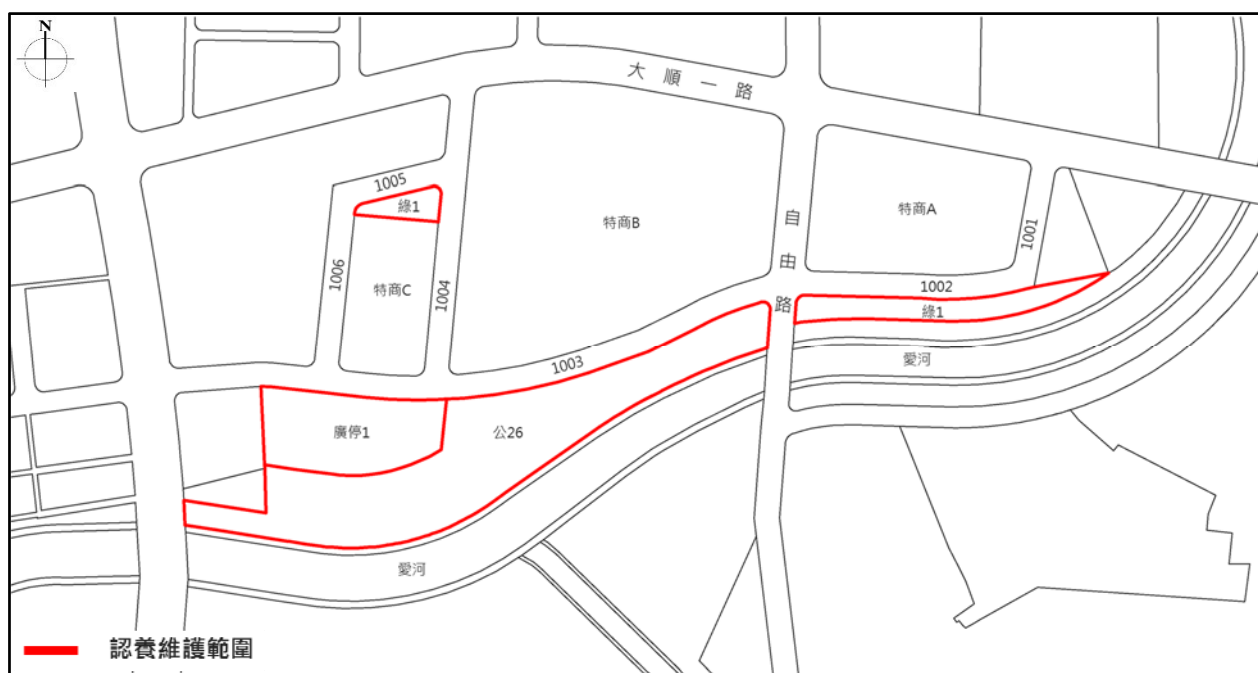 N
大順一路
1005
綠1
特商B
自由路
特商A
1001
1006
特商C
1004
1002
綠1
1003
愛河
廣停1
公26
愛河
認養維護範圍